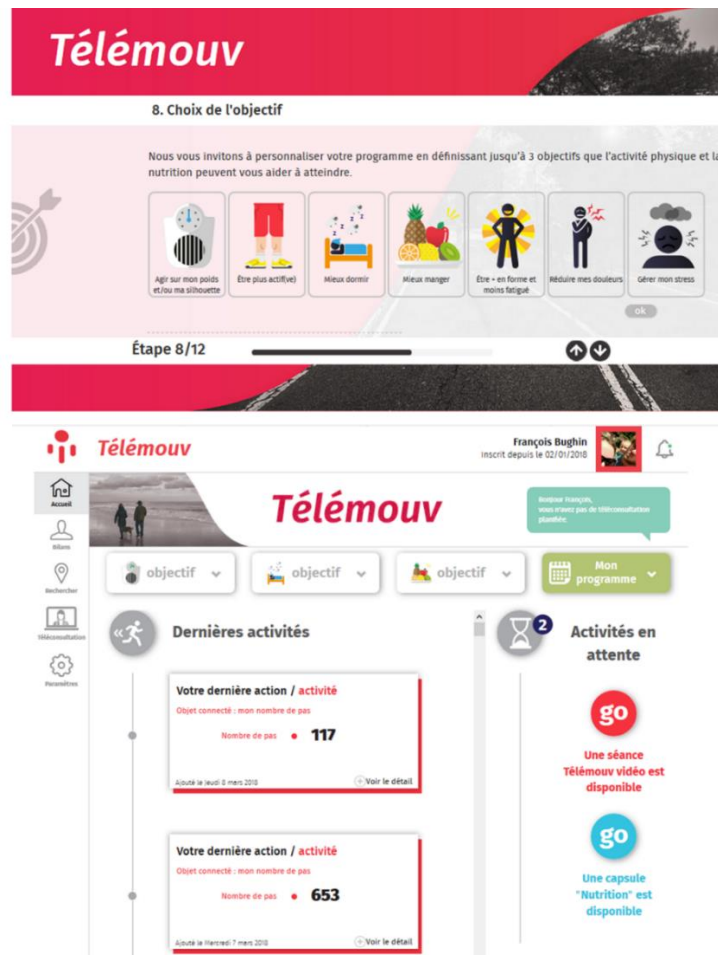 Télémouv
8. Choix de l'objectif
Nous vous invitons à personnaliser votre programme en définissant jusqu'à 3 objectifs que l'activité physique et la
nutrition peuvent vous aider à atteindre.
Agir sur mon poids
et/ou ma silhouette
Être plus actif(ve)
Mieux dormir
Mieux manger
Être + en forme et
moins fatigué
Réduire mes douleurs
Gérer mon stress
ok
Étape 8/12
Télémouv
François Bughin
Inscrit depuis le 02/01/2018
Accueil
Bilans
Rechercher
Téléconsultation
Paramètres
Télémouv
Bonjour François,
vous n'avez pas de téléconsultation
planifiée.
objectif
objectif
objectif
Mon
programme
Dernières activités
Votre dernière action / activité
Objet connecté : mon nombre de pas
Nombre de pas • 117
Ajouté le Jeudi 8 mars 2018
Voir le détail
Votre dernière action / activité
Objet connecté : mon nombre de pas
Nombre de pas • 653
Ajouté le Mercredi 7 mars 2018
Voir le détail
2
Activités en
attente
go
Une séance
Télémouv vidéo est
disponible
go
Une capsule
"Nutrition" est
disponible